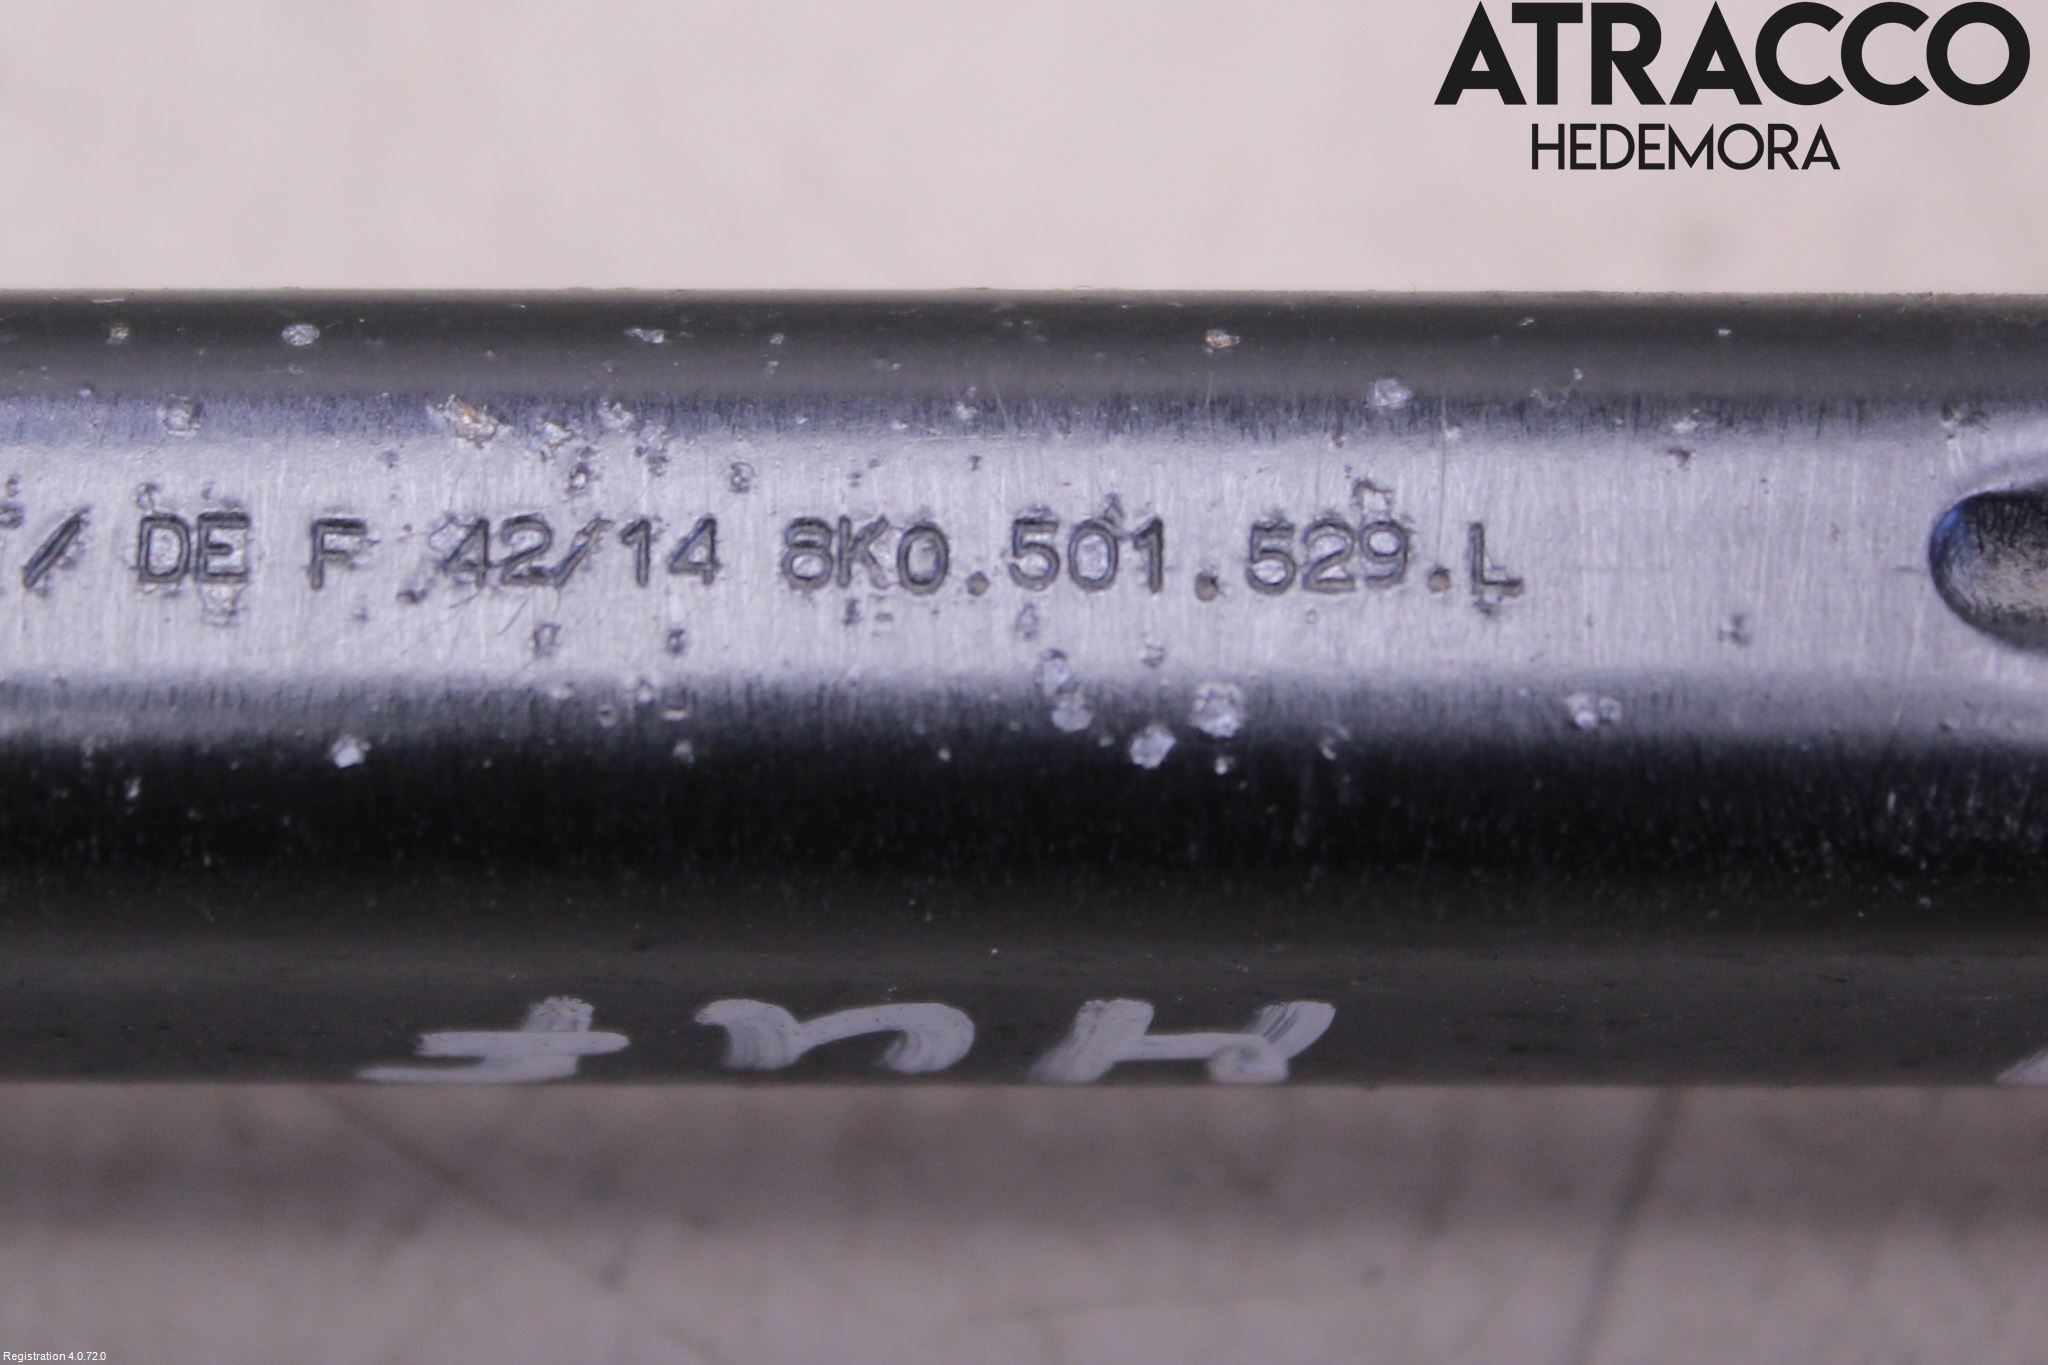 ATRACCO
HEDEMORA
/ DE F 42/14 8K0.501.529.L
Registration 4.0.72.0